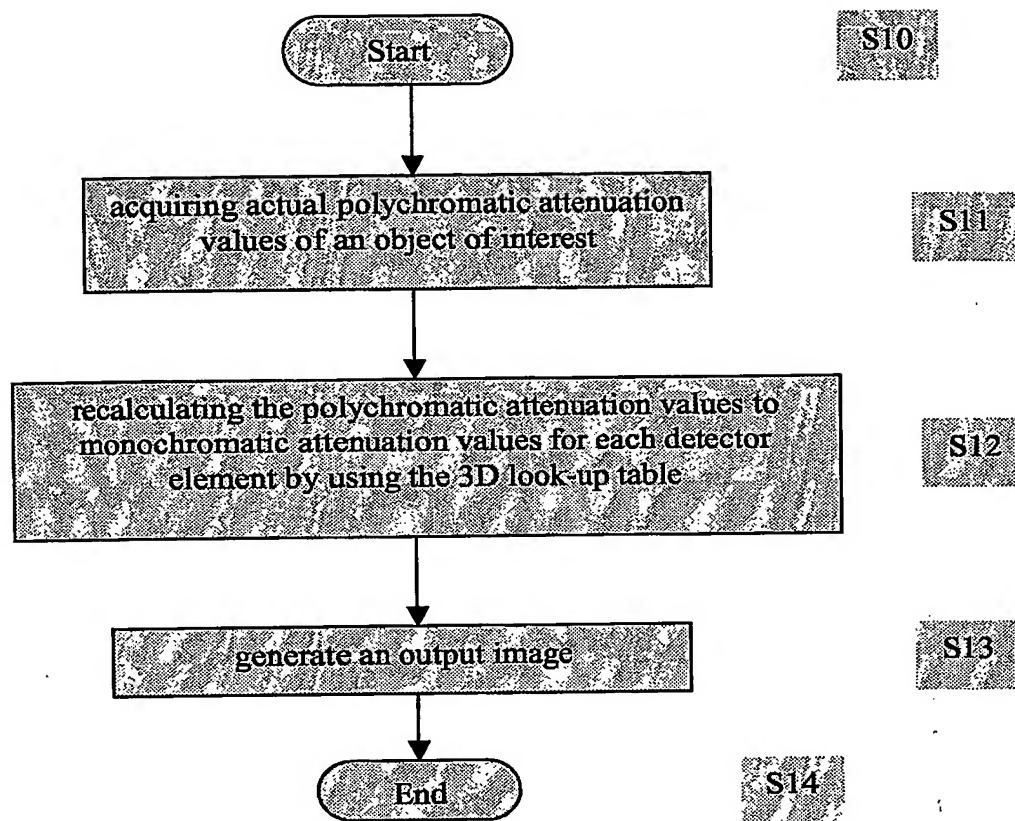 Start
S10
acquiring actual polychromatic attenuation
values of an object of interest
S11
recalculating the polychromatic attenuation values to
monochromatic attenuation values for each detector
element by using the 3D look-up table
S12
generate an output image
S13
End
S14